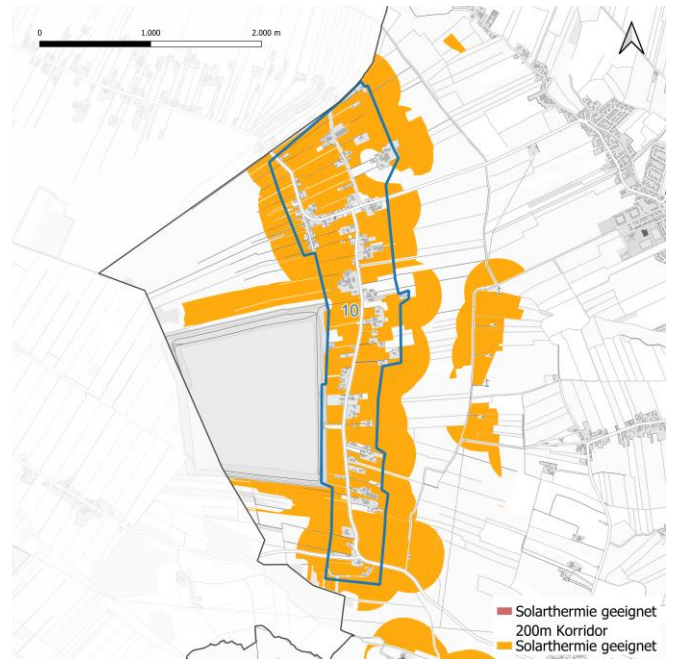 0 1.000 2.000 m
10
Solarthermie geeignet
200m Korridor
Solarthermie geeignet